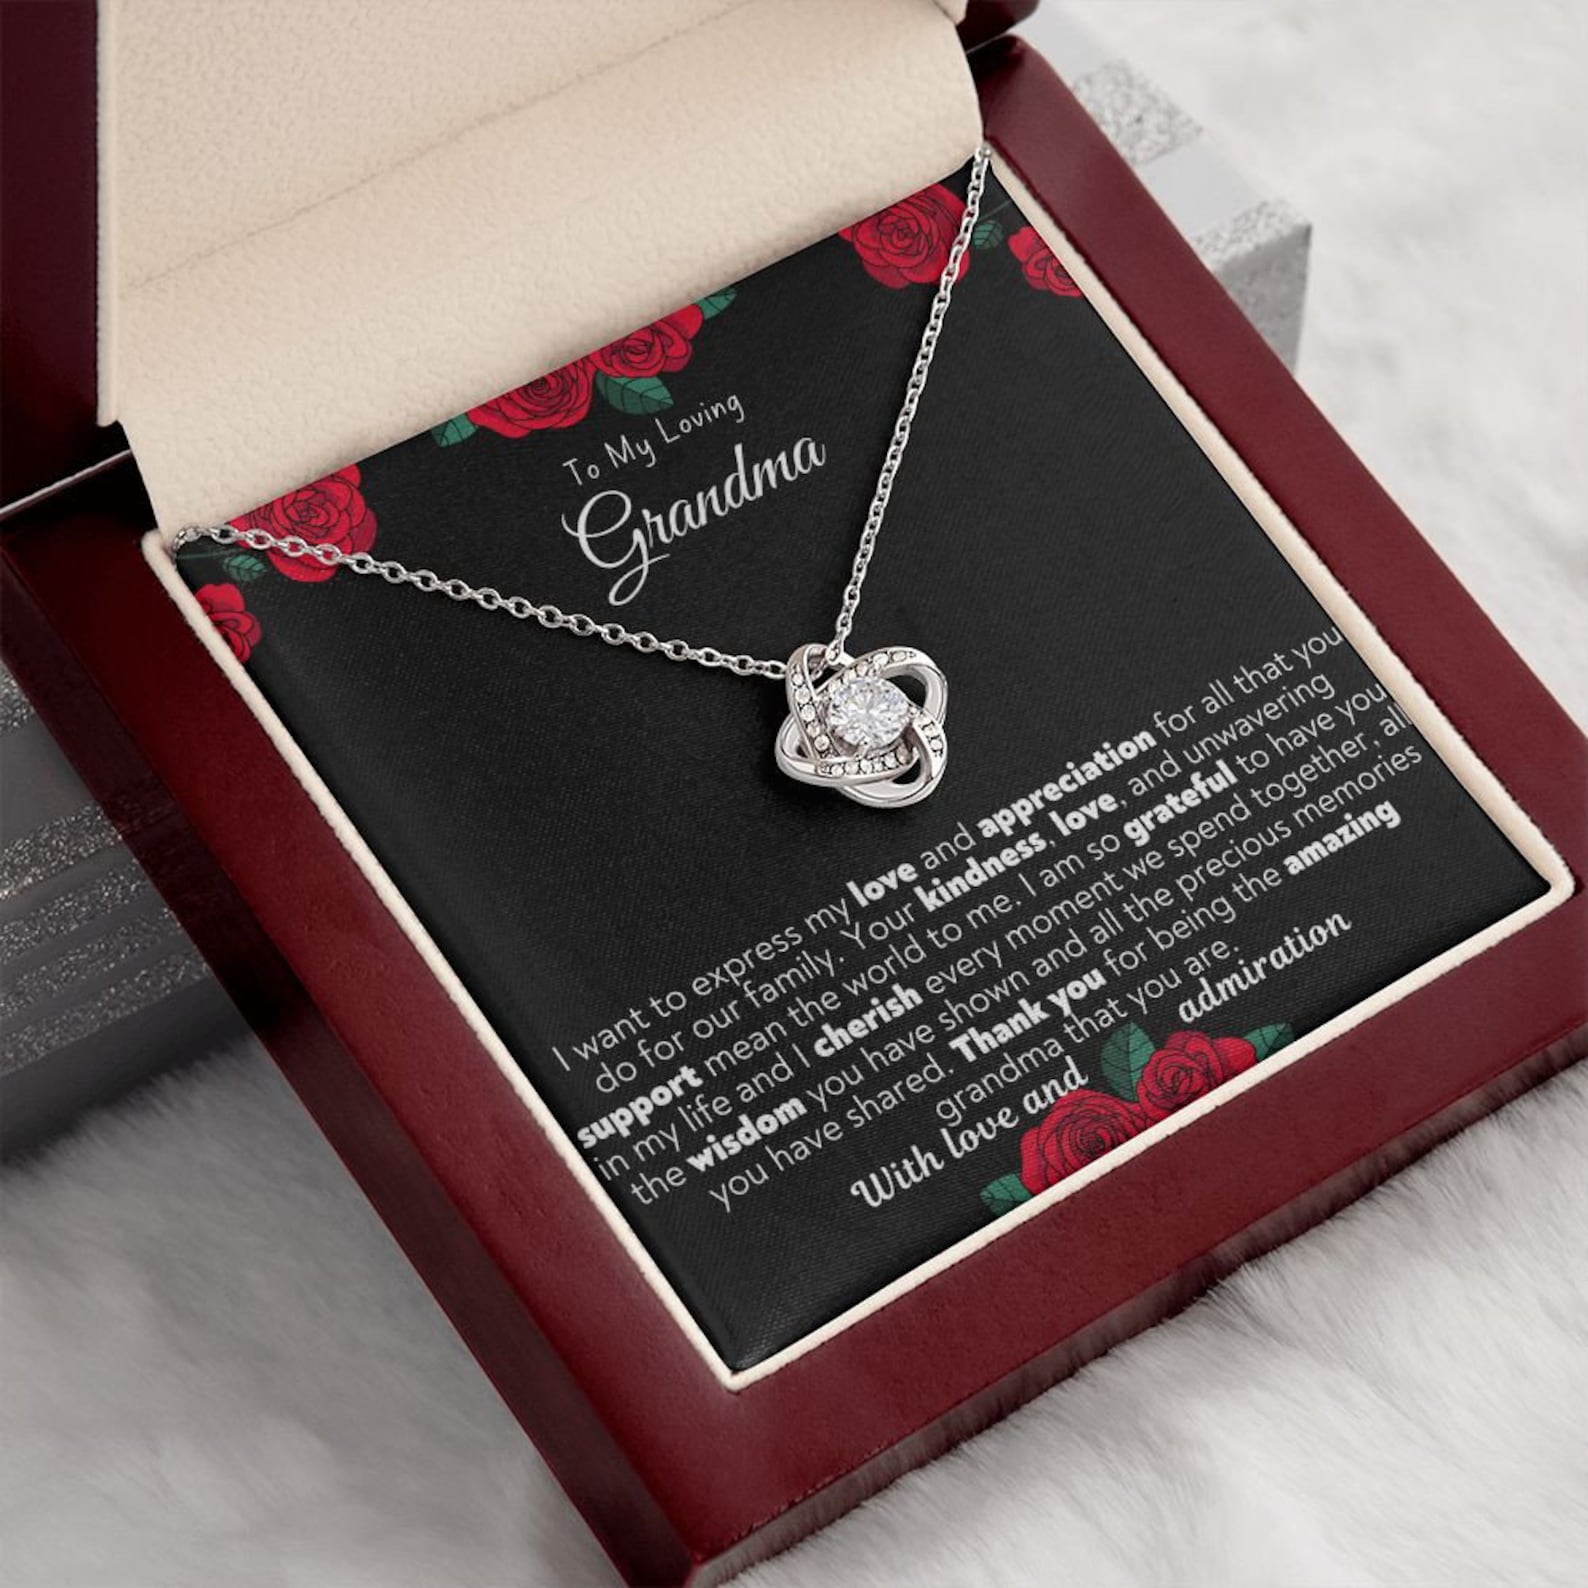 To My Loving
Grandma
I want to express my love and appreciation for all that you
do for our family. Your kindness, love, and unwavering
support mean the world to me. I am so grateful to have you
in my life and I cherish every moment we spend together, all
the wisdom you have shown and all the precious memories
you have shared. Thank you for being the amazing
grandma that you are.
With love and admiration